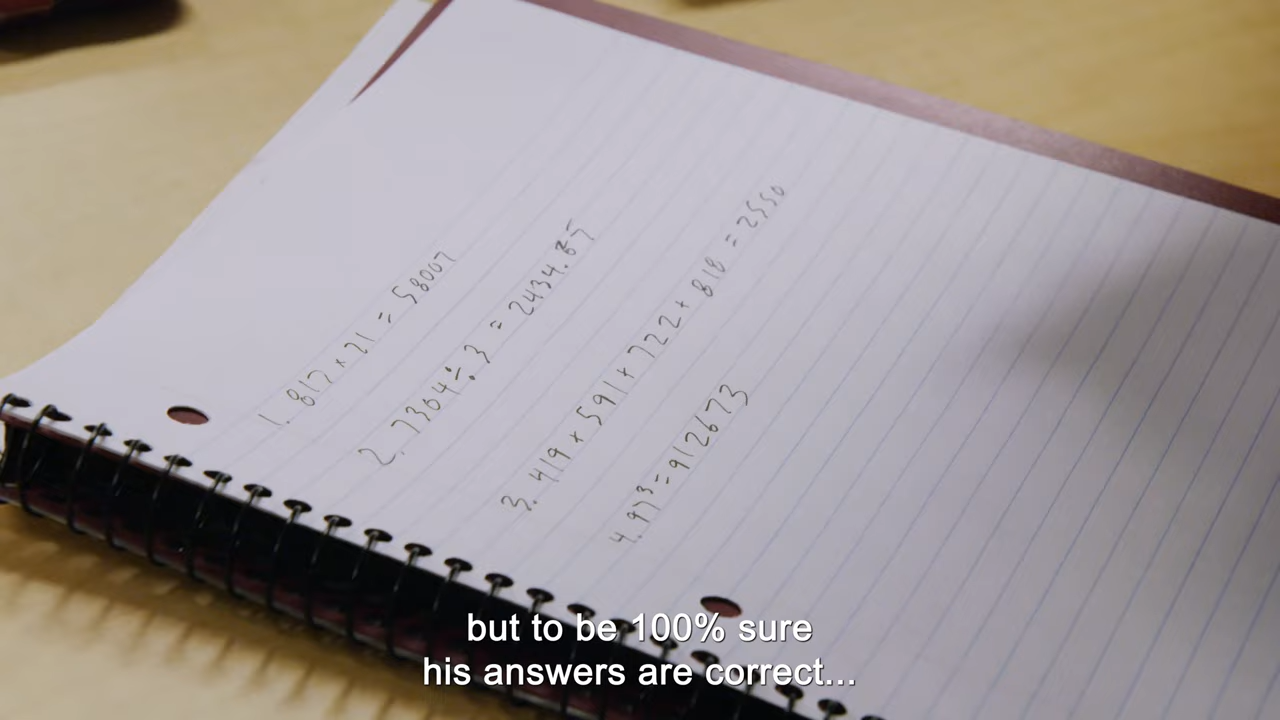 1. 817 × 21 = 58007
2. 7304 ÷ 3 = 2434.67
3. 419 + 591 + 722 + 818 = 2550
4. 97³ = 912673
but to be 100% sure
his answers are correct...